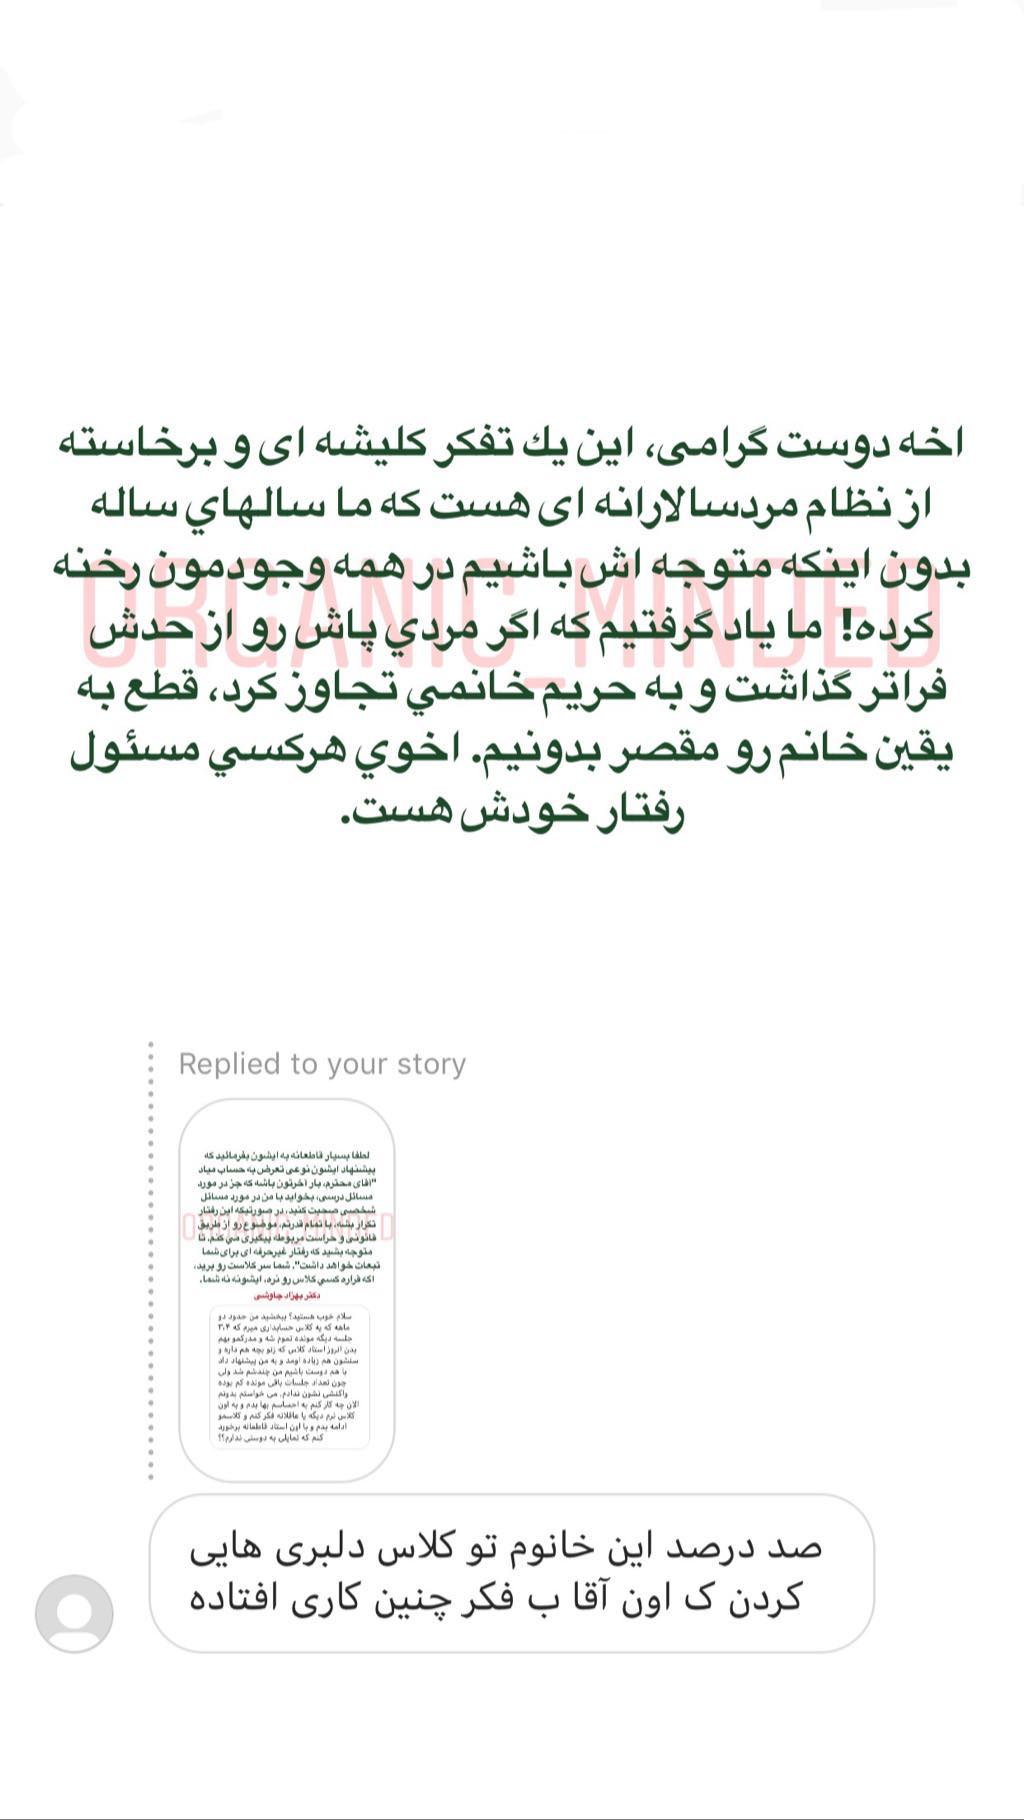 اخه دوست گرامی، این یك تفکر کلیشه ای و برخاسته
از نظام مردسالارانه ای هست که ما سالهاي ساله
بدون اینکه متوجه اش باشیم در همه وجودمون رخنه
کرده! ما یاد گرفتیم که اگر مردي پاش رو از حدش
فراتر گذاشت و به حریم خانمي تجاوز کرد، قطع به
یقین خانم رو مقصر بدونیم. اخوي هرکسي مسئول
رفتار خودش هست.
ORGANIC_MINDED
Replied to your story
لطفا بسیار قاطعانه به ایشون بفرمائید که
پیشنهاد ایشون نوعی تعرض به حساب میاد
"اقای محترم، بار اخرتون باشه که جز در مورد
مسائل درسی، بخواید با من در مورد مسائل
شخصی صحبت کنید، در صورتیکه این رفتار
تکرار بشه، با تمام قدرتم، موضوع رو از طریق
قانونی و حراست مربوطه پیگیری می کنم، تا
متوجه بشید که رفتار غیرحرفه ای برای شما
تبعات خواهد داشت". شما سر کلاست رو برید،
اگه قراره کسي کلاس رو نره، ایشونه نه شما.
ORGANIC_MINDED
دکتر بهزاد چاوشی
سلام خوب هستید؟ ببخشید من حدود دو
ماهه که یه کلاس حسابداری میرم که ۳،۴
جلسه دیگه مونده تموم شه و مدرکمو بهم
بدن امروز استاد کلاس که زنو بچه هم داره و
سنشون هم زیاده اومد و به من پیشنهاد داد
با هم دوست باشیم من چندشم شد ولی
چون تعداد جلسات باقی مونده کم بوده
واکنشی نشون ندادم، می خواستم بدونم
الان چه کار کنم به احساسم بها بدم و به اون
کلاس نرم دیگه یا عاقلانه فکر کنم و کلاسمو
ادامه بدم و با اون استاد قاطعانه برخورد
کنم که تمایلی به دوستی ندارم؟؟
صد درصد این خانوم تو کلاس دلبری هایی
کردن ک اون آقا ب فکر چنین کاری افتاده